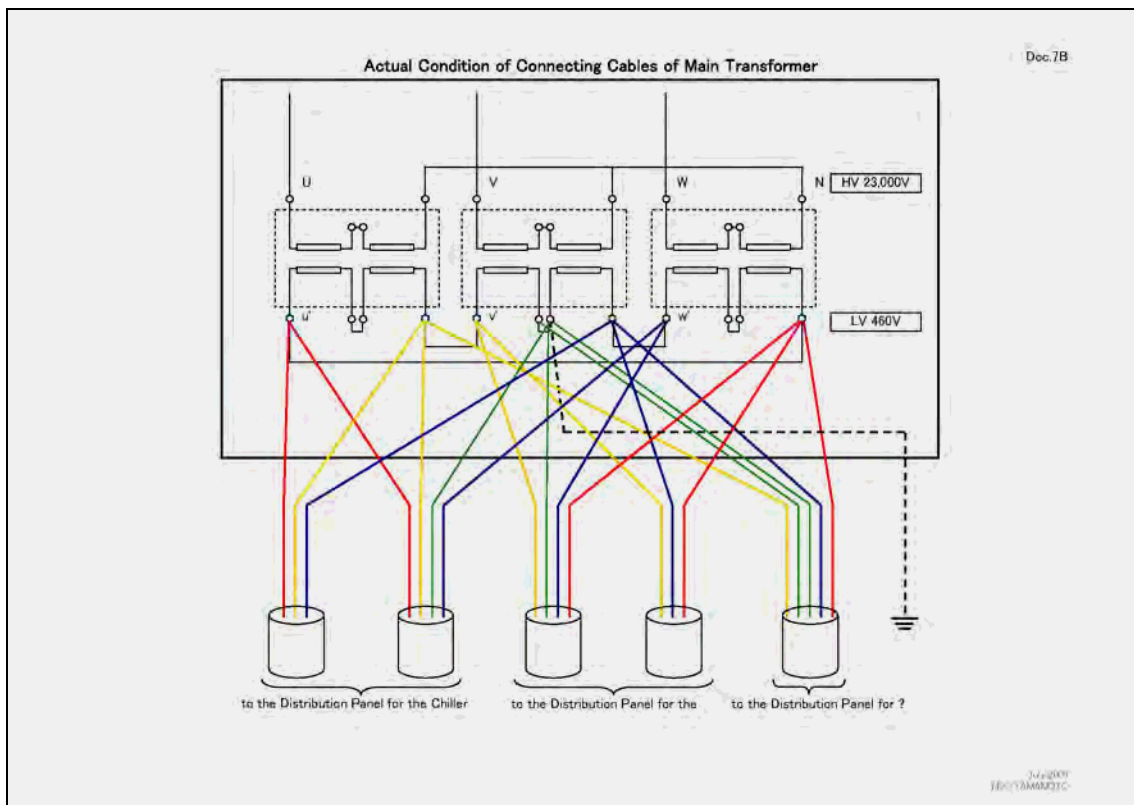 Doc.7B
Actual Condition of Connecting Cables of Main Transformer
U V W N HV 23,000V
u' v' w' LV 460V
to the Distribution Panel for the Chiller to the Distribution Panel for the to the Distribution Panel for ?